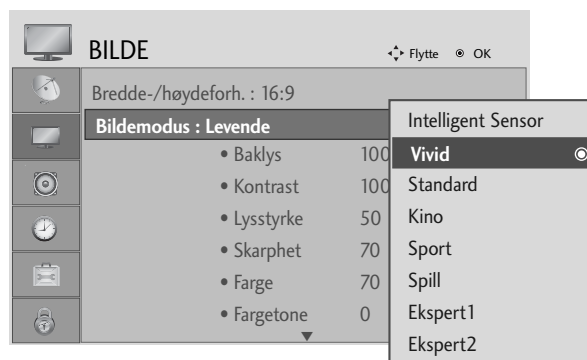 BILDE
Flytte OK
Bredde-/høydeforh. : 16:9
Bildemodus : Levende
• Baklys 100
• Kontrast 100
• Lysstyrke 50
• Skarphet 70
• Farge 70
• Fargetone 0
Intelligent Sensor
Vivid
Standard
Kino
Sport
Spill
Ekspert1
Ekspert2